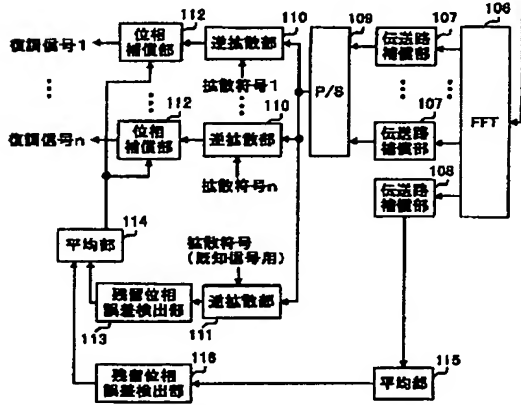 112
110
109
107
106
復調信号1
位相
補償部
逆拡散部
P/S
伝送路
補償部
FFT
拡散符号1
112
110
107
復調信号n
位相
補償部
逆拡散部
伝送路
補償部
拡散符号n
108
伝送路
補償部
114
平均部
拡散符号
(既知信号用)
残留位相
誤差検出部
逆拡散部
113
111
116
115
残留位相
誤差検出部
平均部